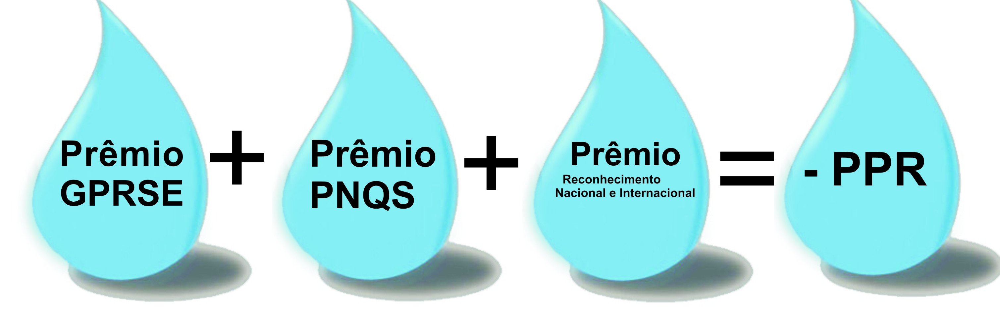 Prêmio
GPRSE
+
Prêmio
PNQS
+
Prêmio
Reconhecimento
Nacional e Internacional
=
- PPR